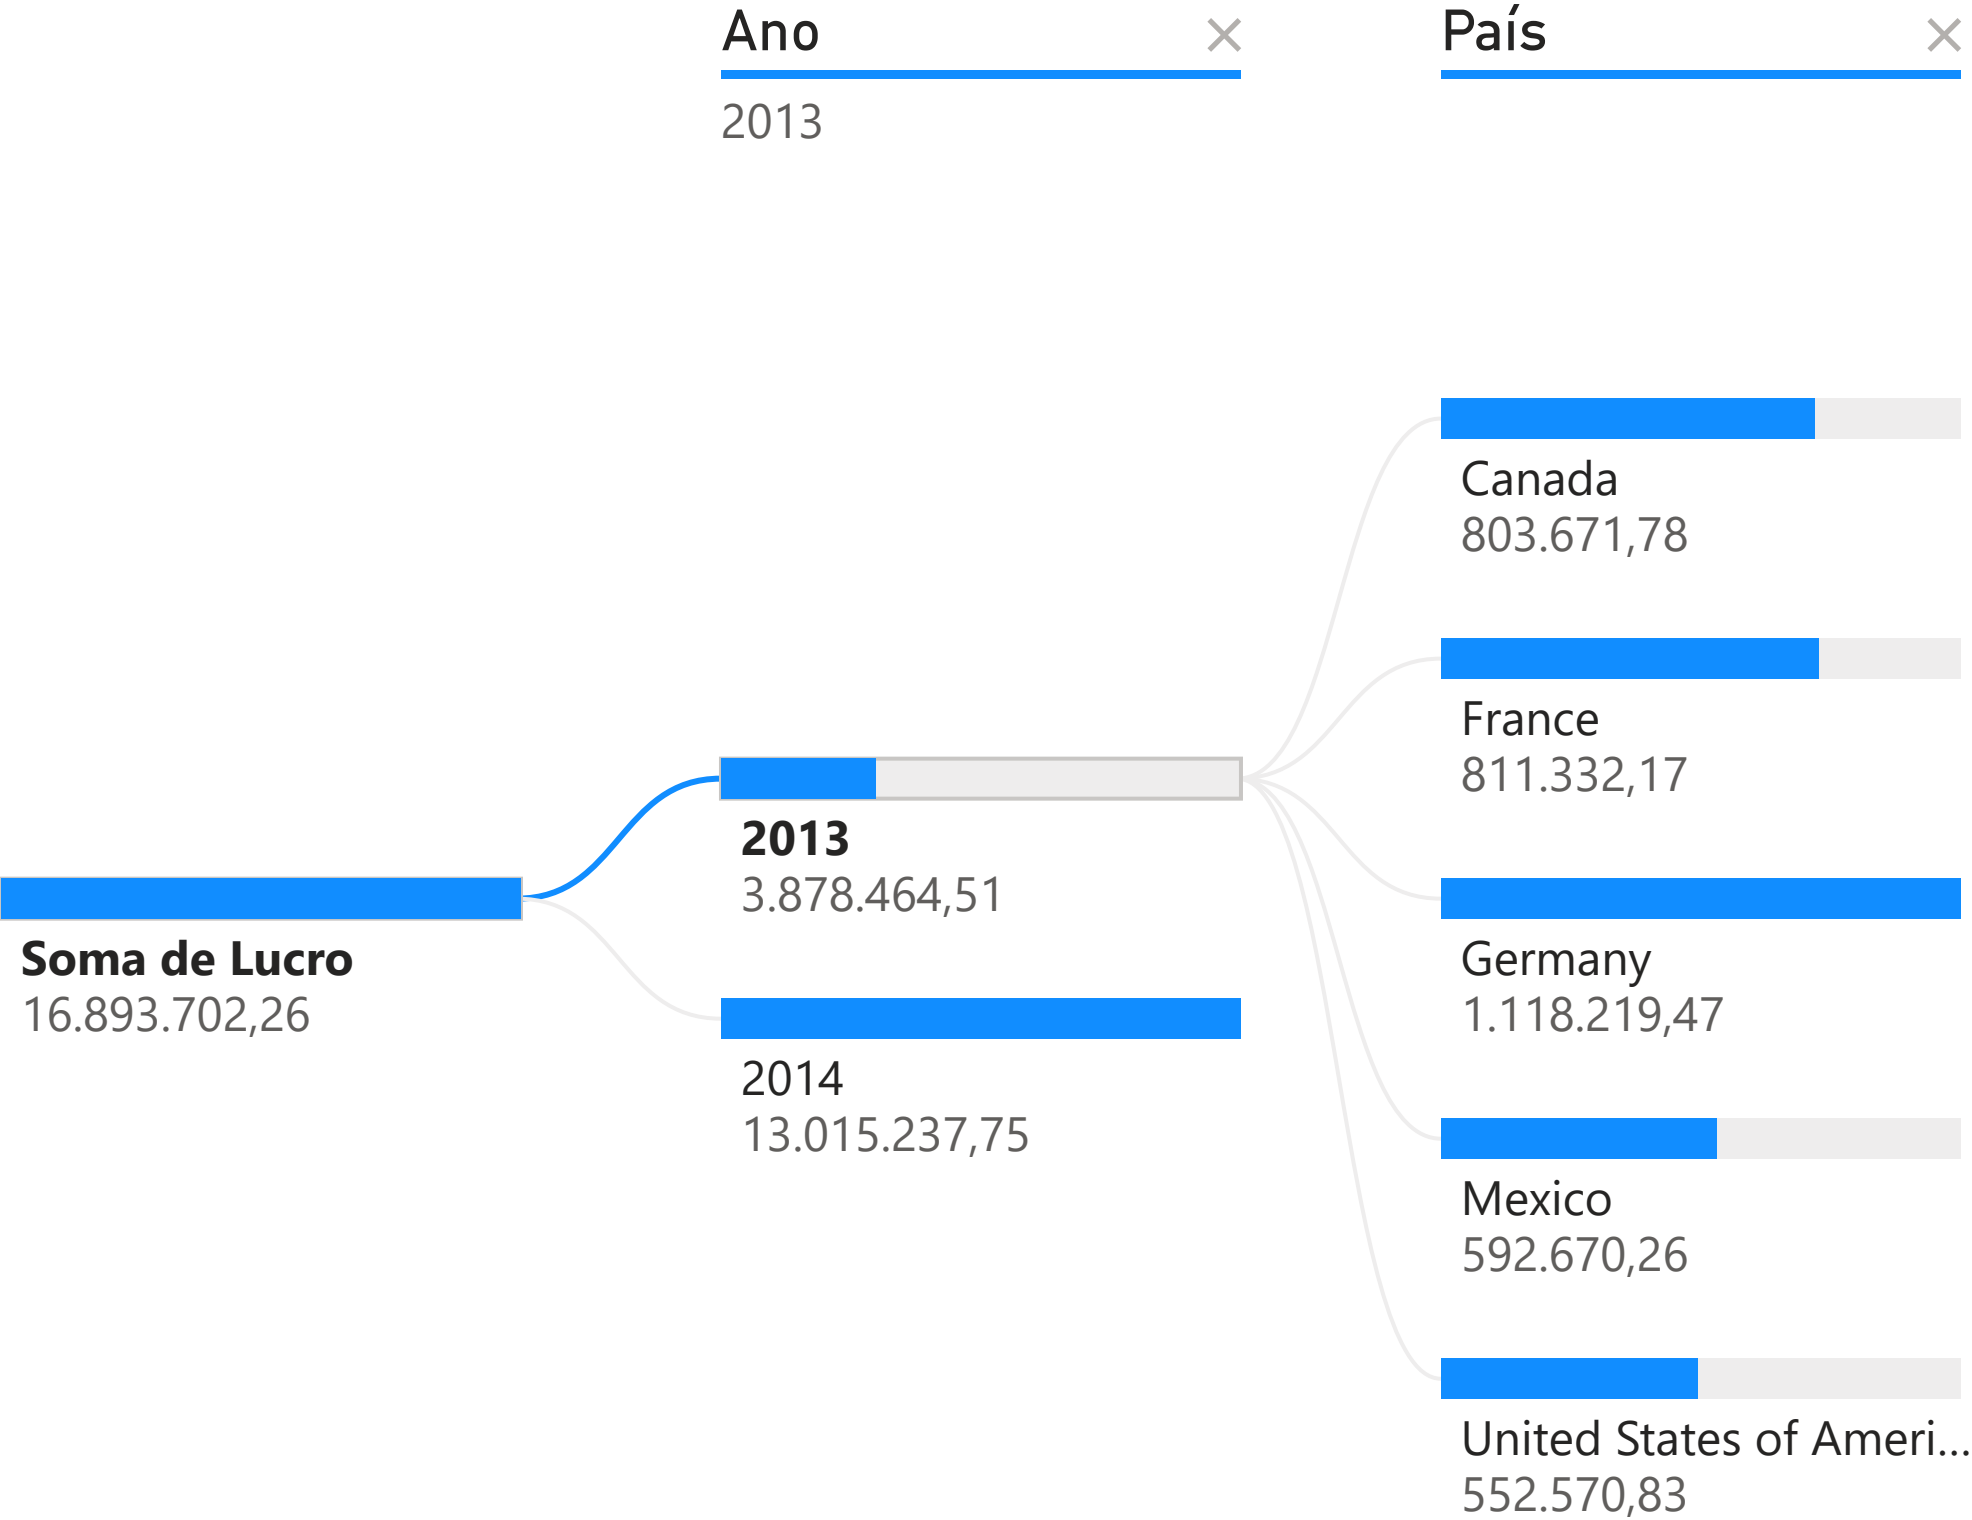 Ano
País
2013
Soma de Lucro
16.893.702,26
2013
3.878.464,51
2014
13.015.237,75
Canada
803.671,78
France
811.332,17
Germany
1.118.219,47
Mexico
592.670,26
United States of Ameri...
552.570,83